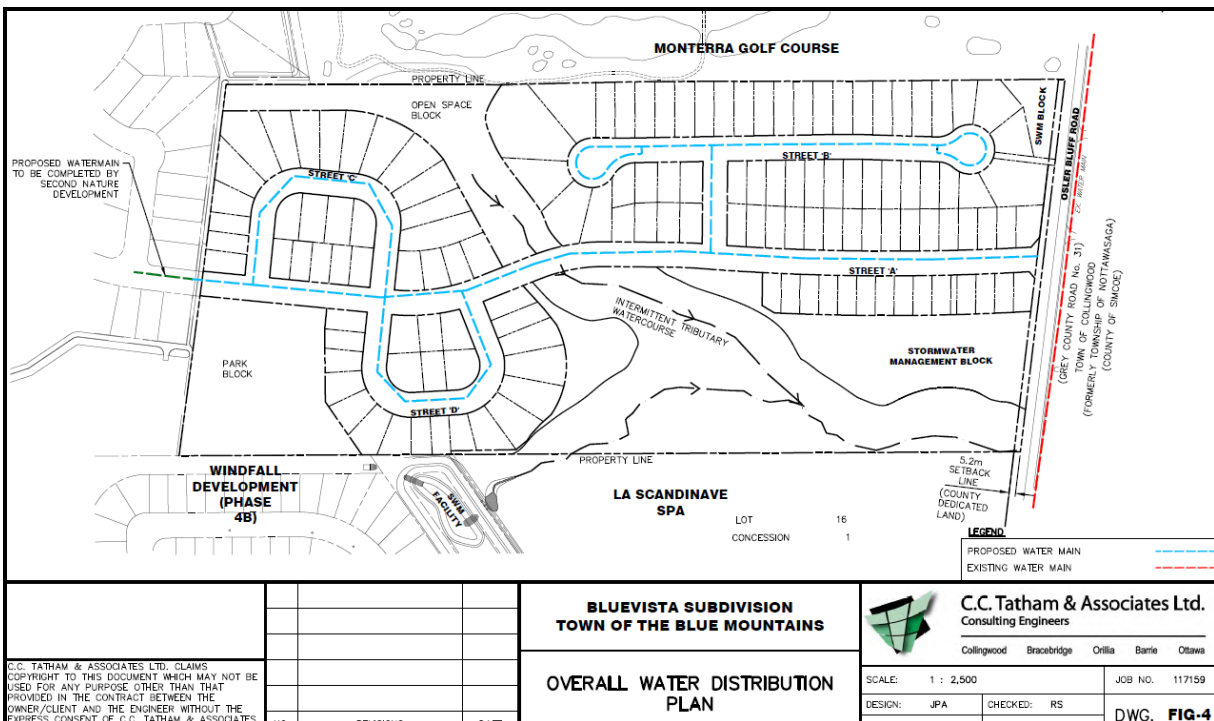 MONTERRA GOLF COURSE
PROPERTY LINE
OPEN SPACE
BLOCK
SWM BLOCK
OSLER BLUFF ROAD
EX. WATER MAIN
PROPOSED WATERMAIN
TO BE COMPLETED BY
SECOND NATURE
DEVELOPMENT
STREET 'C'
STREET 'B'
STREET 'A'
(GREY COUNTY ROAD No. 31)
TOWN OF COLLINGWOOD
(FORMERLY TOWNSHIP OF NOTTAWASAGA)
(COUNTY OF SIMCOE)
INTERMITTENT TRIBUTARY
WATERCOURSE
STORMWATER
MANAGEMENT BLOCK
PARK
BLOCK
STREET 'D'
PROPERTY LINE
WINDFALL
DEVELOPMENT
(PHASE
4B)
SWM
FACILITY
LA SCANDINAVE
SPA
5.2m
SETBACK
LINE
(COUNTY
DEDICATED
LAND)
LOT 16
CONCESSION 1
LEGEND
PROPOSED WATER MAIN
EXISTING WATER MAIN
C.C. TATHAM & ASSOCIATES LTD. CLAIMS
COPYRIGHT TO THIS DOCUMENT WHICH MAY NOT BE
USED FOR ANY PURPOSE OTHER THAN THAT
PROVIDED IN THE CONTRACT BETWEEN THE
OWNER/CLIENT AND THE ENGINEER WITHOUT THE
EXPRESS CONSENT OF C.C. TATHAM & ASSOCIATES
BLUEVISTA SUBDIVISION
TOWN OF THE BLUE MOUNTAINS
OVERALL WATER DISTRIBUTION
PLAN
C.C. Tatham & Associates Ltd.
Consulting Engineers
Collingwood Bracebridge Orillia Barrie Ottawa
SCALE: 1 : 2,500
JOB NO. 117159
DESIGN: JPA
CHECKED: RS
DWG. FIG-4